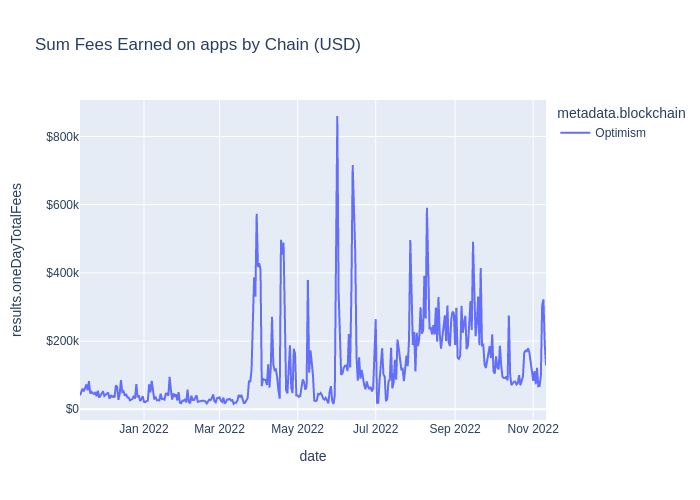 Sum Fees Earned on apps by Chain (USD)
metadata.blockchain
Optimism
results.oneDayTotalFees
$800k
$600k
$400k
$200k
$0
Jan 2022
Mar 2022
May 2022
Jul 2022
Sep 2022
Nov 2022
date